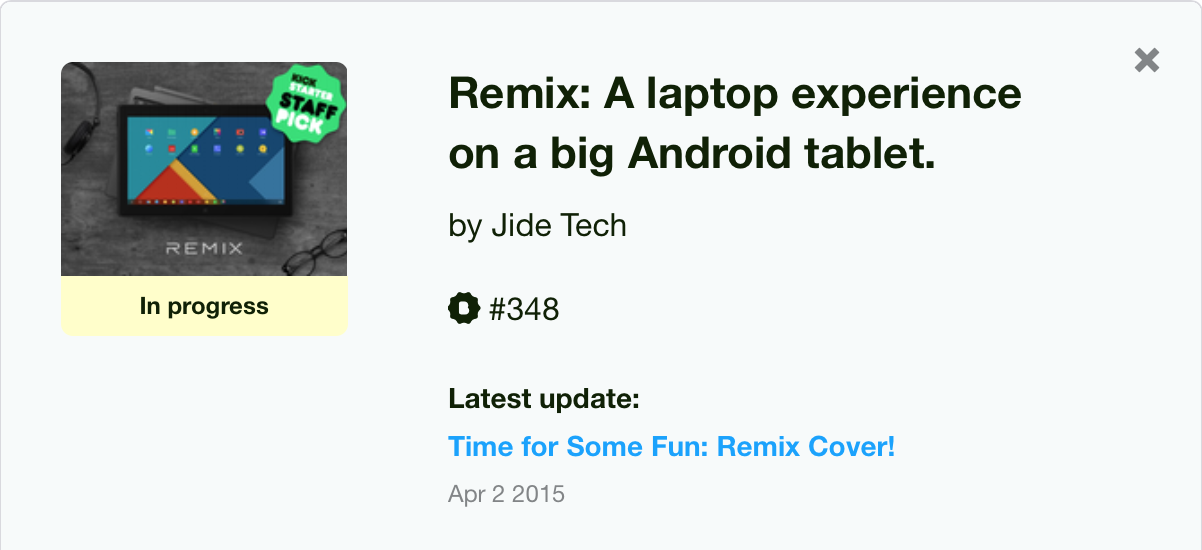 KICK
STARTER
STAFF
PICK
REMIX
In progress
Remix: A laptop experience
on a big Android tablet.
by Jide Tech
#348
Latest update:
Time for Some Fun: Remix Cover!
Apr 2 2015